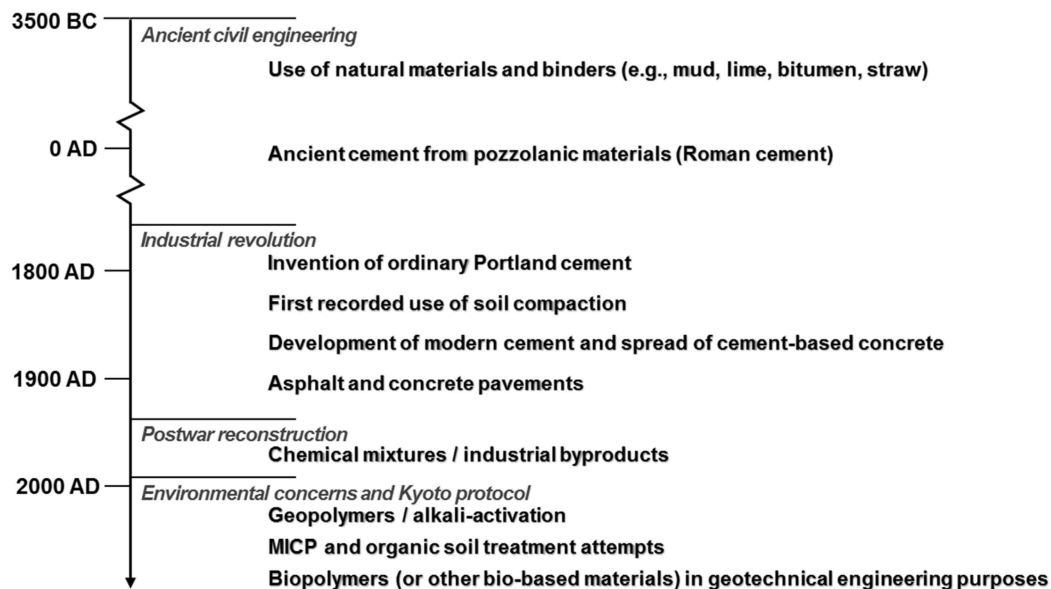 3500 BC
Ancient civil engineering
Use of natural materials and binders (e.g., mud, lime, bitumen, straw)
0 AD
Ancient cement from pozzolanic materials (Roman cement)
Industrial revolution
Invention of ordinary Portland cement
1800 AD
First recorded use of soil compaction
Development of modern cement and spread of cement-based concrete
1900 AD
Asphalt and concrete pavements
Postwar reconstruction
Chemical mixtures / industrial byproducts
2000 AD
Environmental concerns and Kyoto protocol
Geopolymers / alkali-activation
MICP and organic soil treatment attempts
Biopolymers (or other bio-based materials) in geotechnical engineering purposes